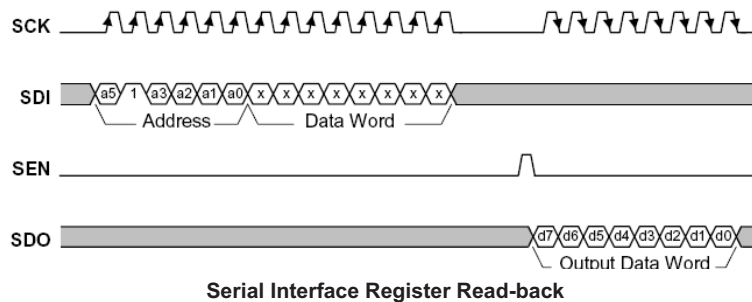 SCK
SDI a5 1 a3 a2 a1 a0 x x x x x x x x
Address Data Word
SEN
SDO d7 d6 d5 d4 d3 d2 d1 d0
Output Data Word
Serial Interface Register Read-back